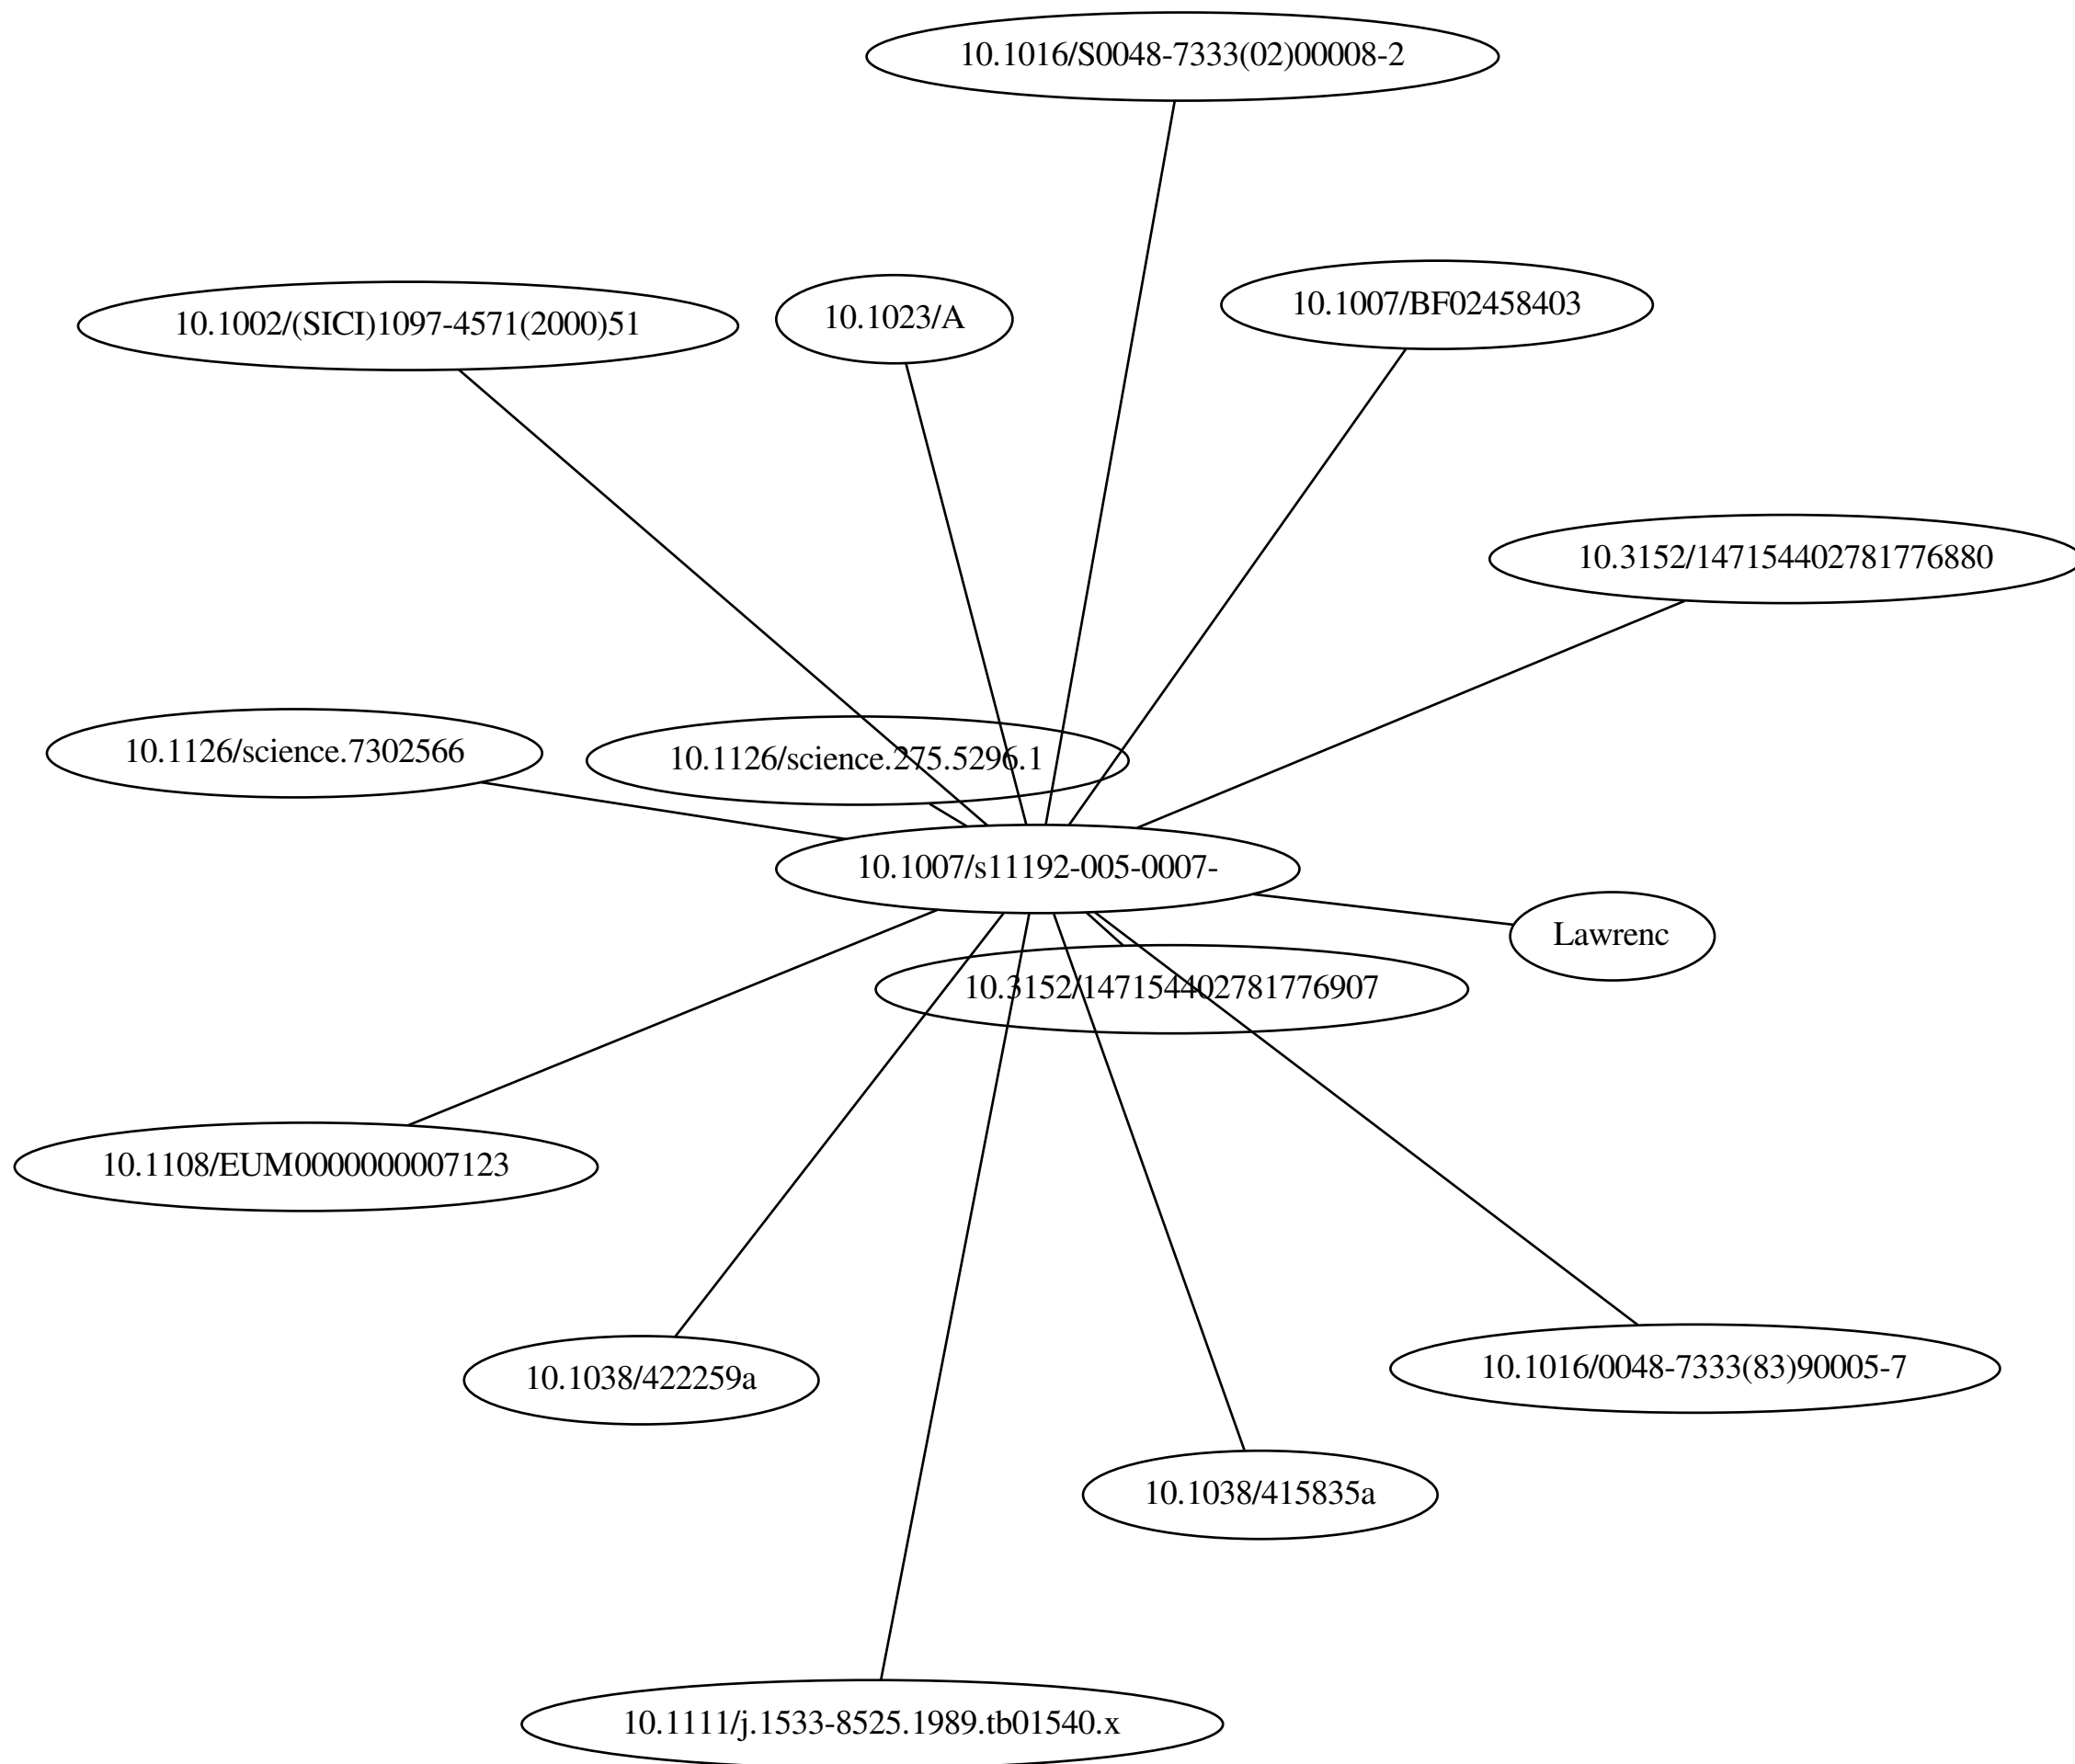 10.1016/S0048-7333(02)00008-2
10.1002/(SICI)1097-4571(2000)51
10.1023/A
10.1007/BF02458403
10.3152/147154402781776880
10.1126/science.7302566
10.1126/science.275.5296.1
10.1007/s11192-005-0007-
Lawrenc
10.3152/147154402781776907
10.1108/EUM0000000007123
10.1038/422259a
10.1016/0048-7333(83)90005-7
10.1038/415835a
10.1111/j.1533-8525.1989.tb01540.x